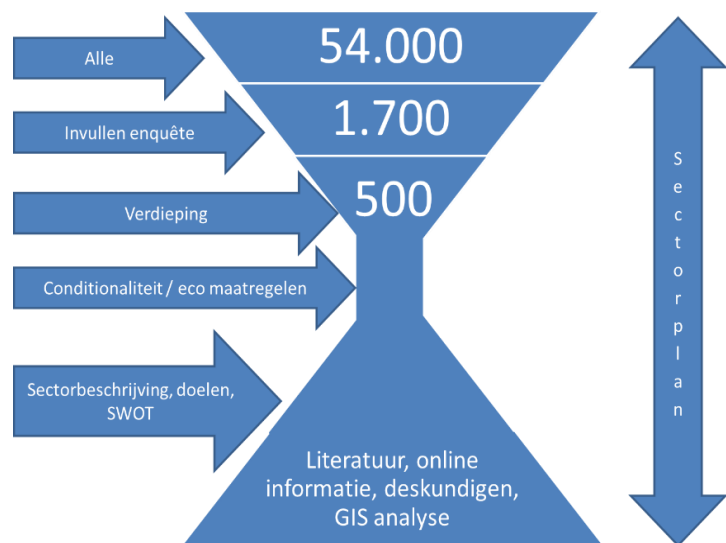 Alle
54.000
Invullen enquête
1.700
Verdieping
500
Conditionaliteit / eco maatregelen
Sectorbeschrijving, doelen,
SWOT
Literatuur, online
informatie, deskundigen,
GIS analyse
Sectorplan